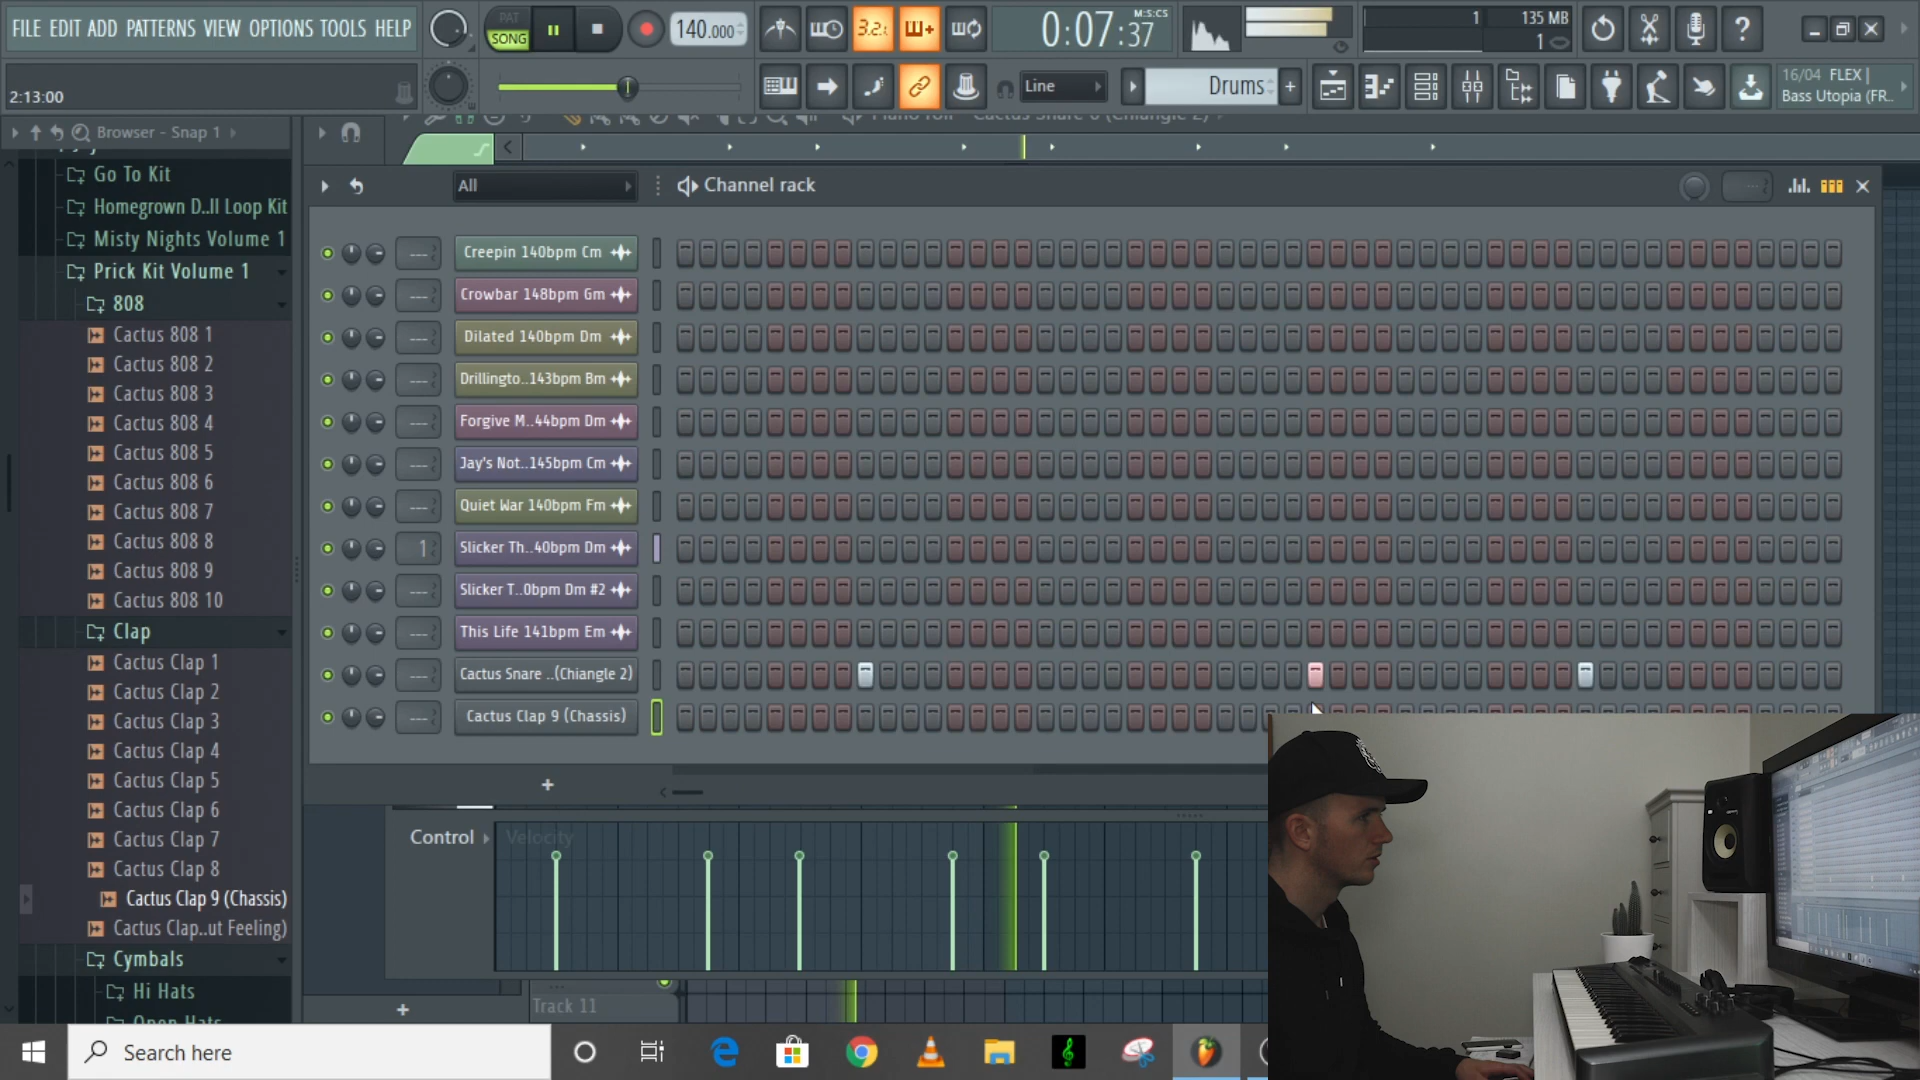 FILE EDIT ADD PATTERNS VIEW OPTIONS TOOLS HELP
PAT
SONG
140.000
3.2.1
0:07:37
M:S:CS
1
135 MB
1
2:13:00
Line
Drums
16/04 FLEX |
Bass Utopia (FR..
Browser - Snap 1
Go To Kit
Homegrown D..ll Loop Kit
Misty Nights Volume 1
Prick Kit Volume 1
808
Cactus 808 1
Cactus 808 2
Cactus 808 3
Cactus 808 4
Cactus 808 5
Cactus 808 6
Cactus 808 7
Cactus 808 8
Cactus 808 9
Cactus 808 10
Clap
Cactus Clap 1
Cactus Clap 2
Cactus Clap 3
Cactus Clap 4
Cactus Clap 5
Cactus Clap 6
Cactus Clap 7
Cactus Clap 8
Cactus Clap 9 (Chassis)
Cactus Clap..ut Feeling)
Cymbals
Hi Hats
Open Hats
Piano roll - Cactus Snare 6 (Chiangle 2)
All
Channel rack
Creepin 140bpm Cm
Crowbar 148bpm Gm
Dilated 140bpm Dm
Drillingto..143bpm Bm
Forgive M..44bpm Dm
Jay's Not..145bpm Cm
Quiet War 140bpm Fm
1
Slicker Th..40bpm Dm
Slicker T..0bpm Dm #2
This Life 141bpm Em
Cactus Snare ..(Chiangle 2)
Cactus Clap 9 (Chassis)
Control
Velocity
Track 11
Search here